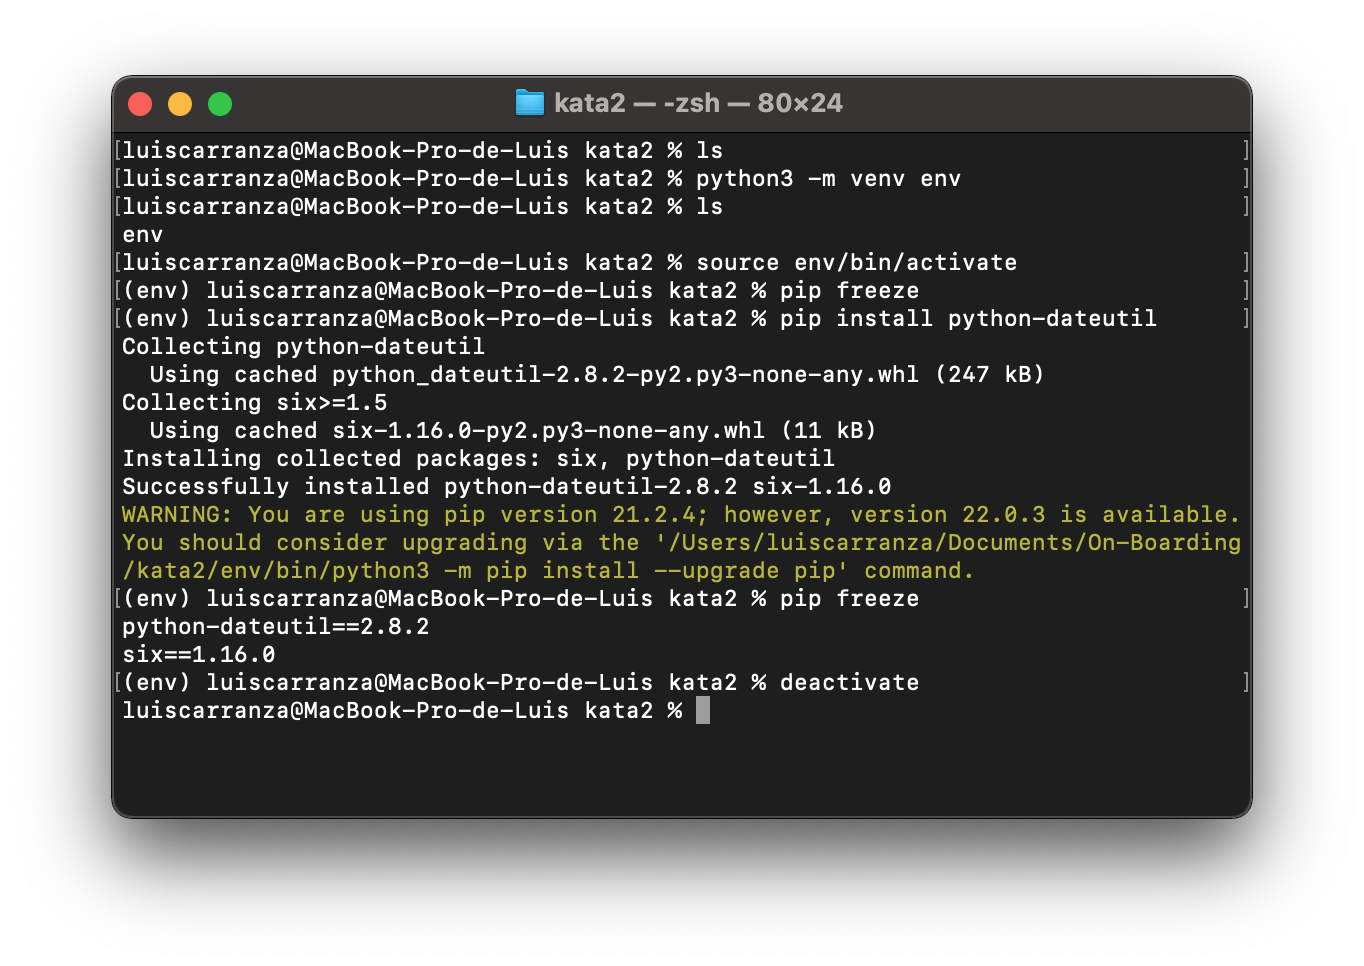 kata2 — -zsh — 80×24
[luiscarranza@MacBook-Pro-de-Luis kata2 % ls ]
[luiscarranza@MacBook-Pro-de-Luis kata2 % python3 -m venv env ]
[luiscarranza@MacBook-Pro-de-Luis kata2 % ls ]
env
[luiscarranza@MacBook-Pro-de-Luis kata2 % source env/bin/activate ]
[(env) luiscarranza@MacBook-Pro-de-Luis kata2 % pip freeze ]
[(env) luiscarranza@MacBook-Pro-de-Luis kata2 % pip install python-dateutil ]
Collecting python-dateutil
  Using cached python_dateutil-2.8.2-py2.py3-none-any.whl (247 kB)
Collecting six>=1.5
  Using cached six-1.16.0-py2.py3-none-any.whl (11 kB)
Installing collected packages: six, python-dateutil
Successfully installed python-dateutil-2.8.2 six-1.16.0
WARNING: You are using pip version 21.2.4; however, version 22.0.3 is available.
You should consider upgrading via the '/Users/luiscarranza/Documents/On-Boarding
/kata2/env/bin/python3 -m pip install --upgrade pip' command.
[(env) luiscarranza@MacBook-Pro-de-Luis kata2 % pip freeze ]
python-dateutil==2.8.2
six==1.16.0
[(env) luiscarranza@MacBook-Pro-de-Luis kata2 % deactivate ]
luiscarranza@MacBook-Pro-de-Luis kata2 %